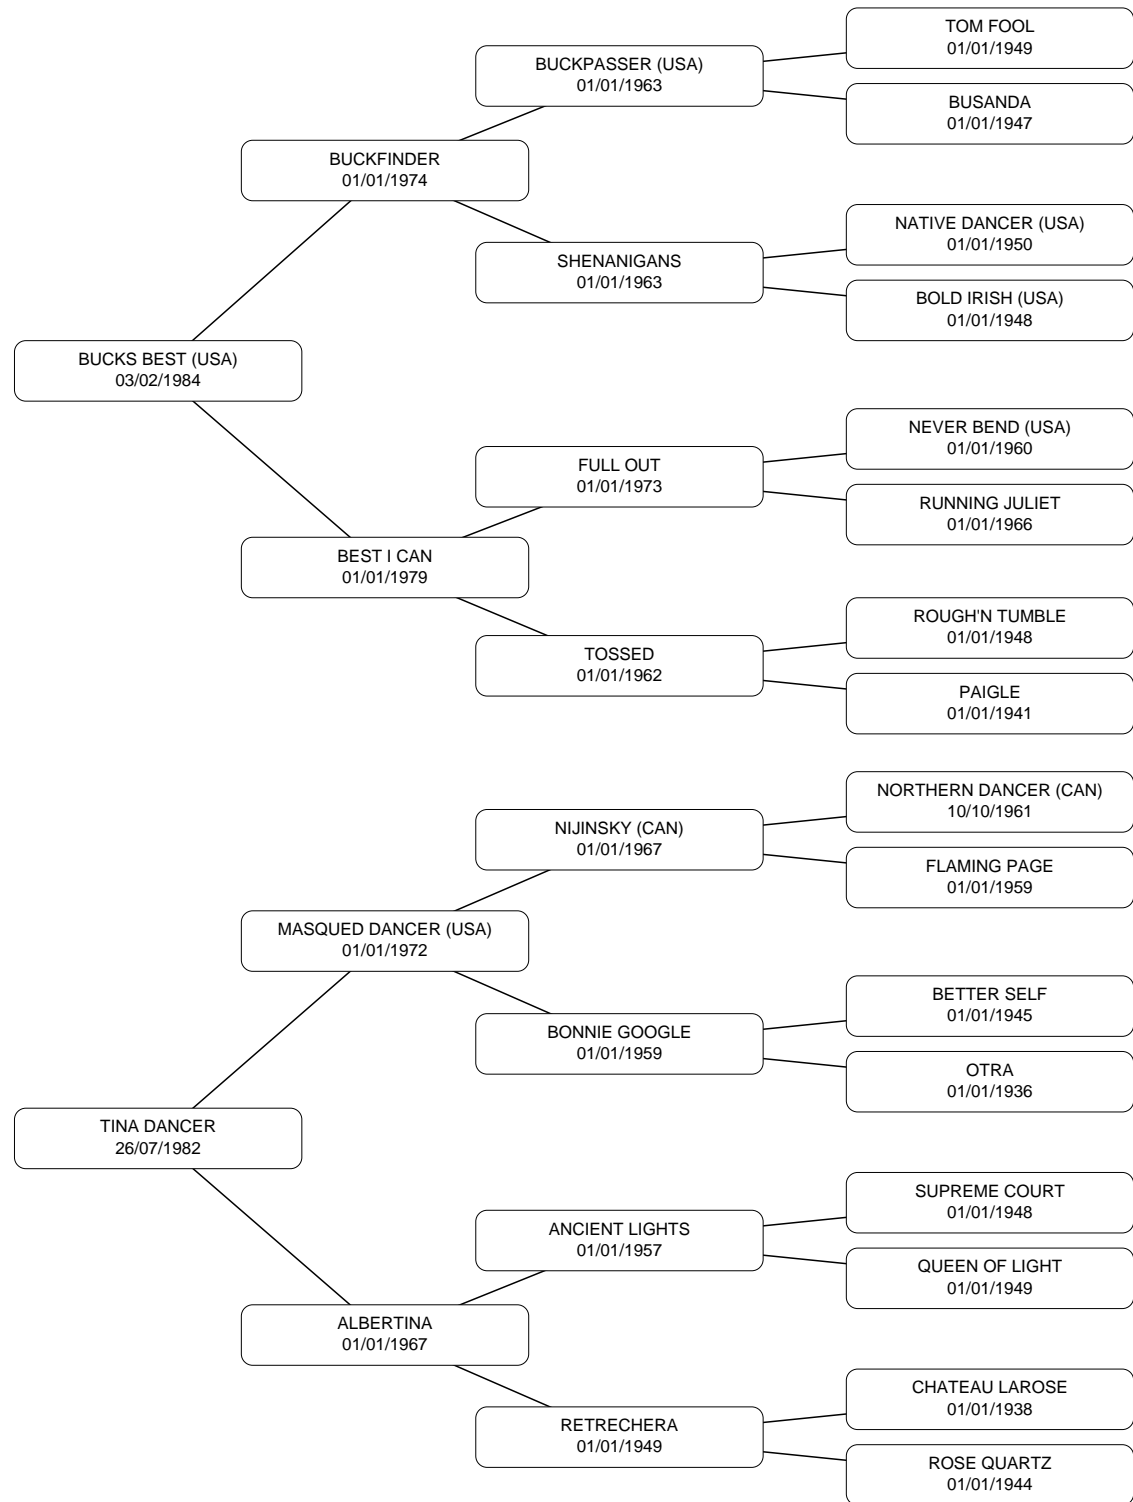 TOM FOOL
01/01/1949
BUCKPASSER (USA)
01/01/1963
BUSANDA
01/01/1947
BUCKFINDER
01/01/1974
NATIVE DANCER (USA)
01/01/1950
SHENANIGANS
01/01/1963
BOLD IRISH (USA)
01/01/1948
BUCKS BEST (USA)
03/02/1984
NEVER BEND (USA)
01/01/1960
FULL OUT
01/01/1973
RUNNING JULIET
01/01/1966
BEST I CAN
01/01/1979
ROUGH'N TUMBLE
01/01/1948
TOSSED
01/01/1962
PAIGLE
01/01/1941
NORTHERN DANCER (CAN)
10/10/1961
NIJINSKY (CAN)
01/01/1967
FLAMING PAGE
01/01/1959
MASQUED DANCER (USA)
01/01/1972
BETTER SELF
01/01/1945
BONNIE GOOGLE
01/01/1959
OTRA
01/01/1936
TINA DANCER
26/07/1982
SUPREME COURT
01/01/1948
ANCIENT LIGHTS
01/01/1957
QUEEN OF LIGHT
01/01/1949
ALBERTINA
01/01/1967
CHATEAU LAROSE
01/01/1938
RETRECHERA
01/01/1949
ROSE QUARTZ
01/01/1944